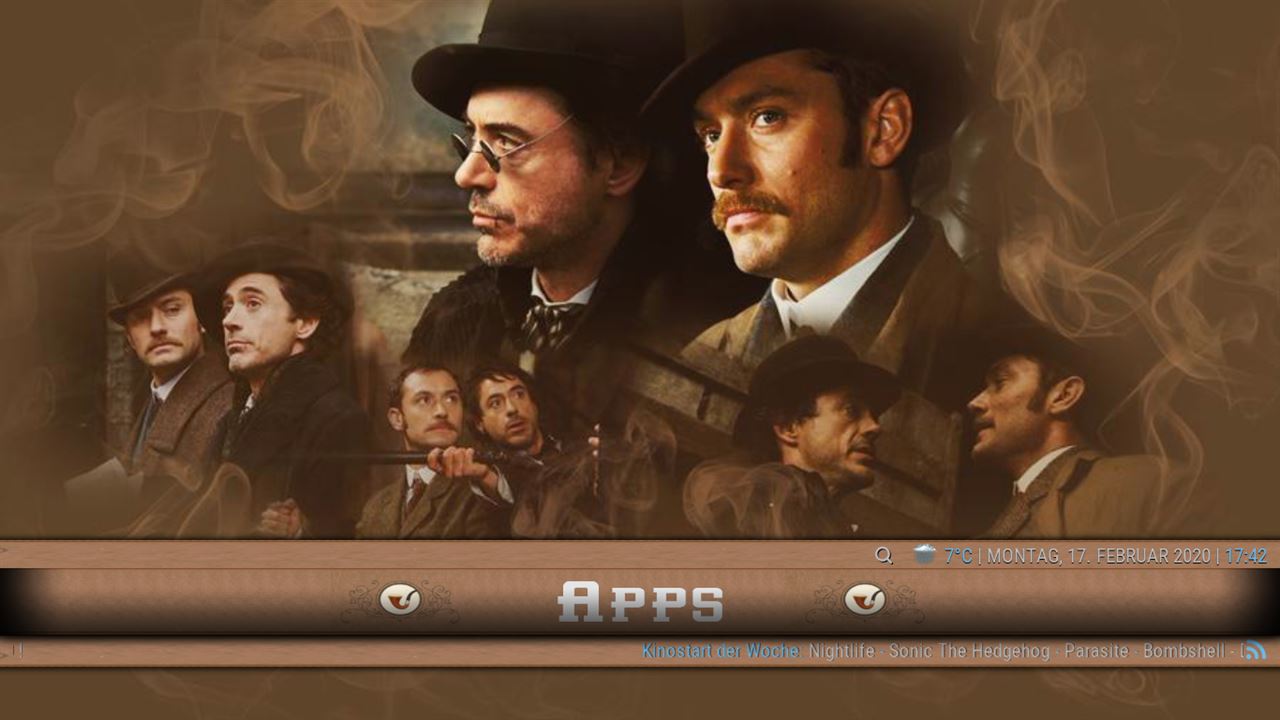 7°C | MONTAG, 17. FEBRUAR 2020 | 17:42
APPS
Kinostart der Woche: Nightlife - Sonic The Hedgehog - Parasite - Bombshell -